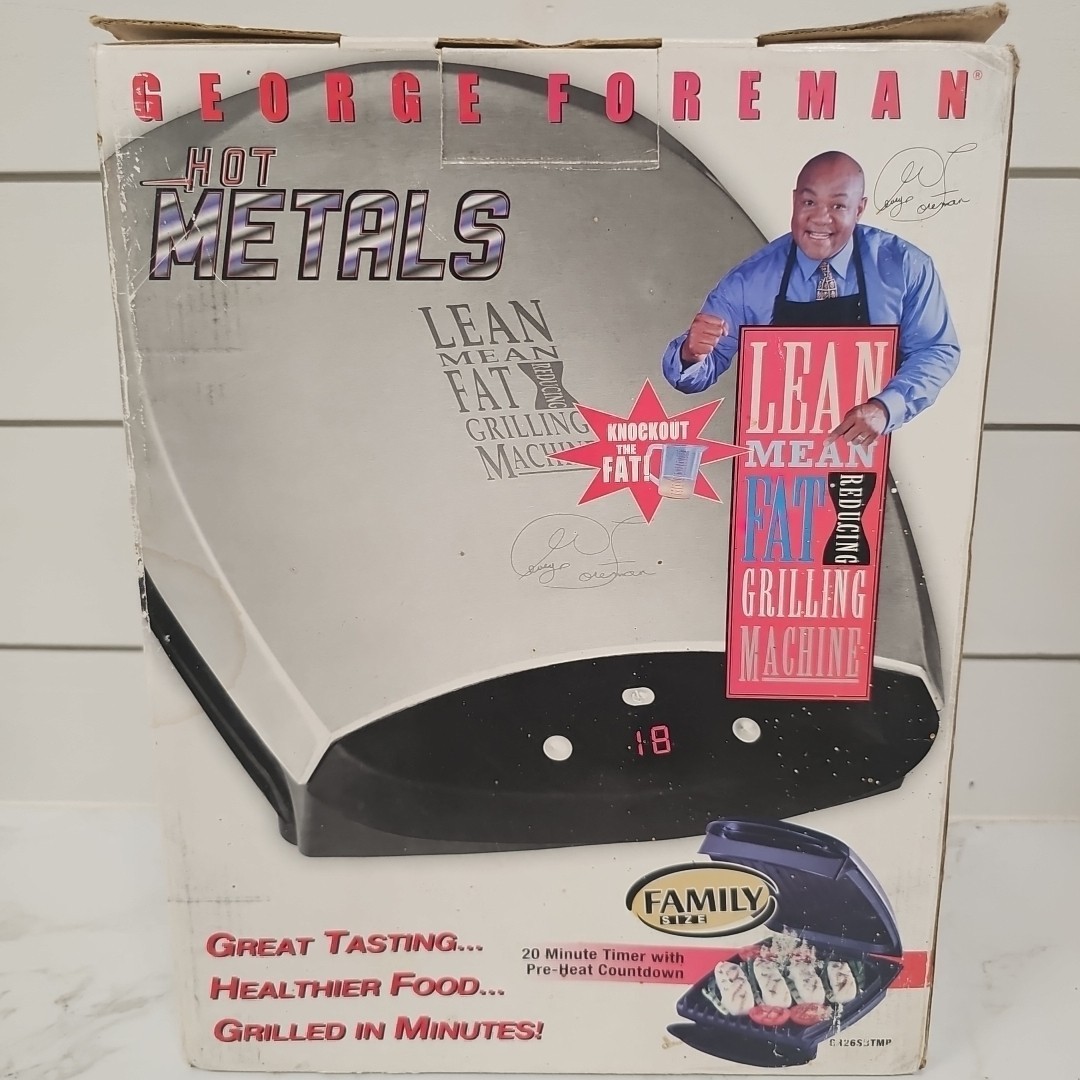 GEORGE FOREMAN®
HOT
METALS
LEAN
MEAN
FAT REDUCING
GRILLING
MACHINE
KNOCKOUT
THE
FAT!
LEAN
MEAN
FAT REDUCING
GRILLING
MACHINE
18
FAMILY
SIZE
20 Minute Timer with
Pre-Heat Countdown
GREAT TASTING...
HEALTHIER FOOD...
GRILLED IN MINUTES!